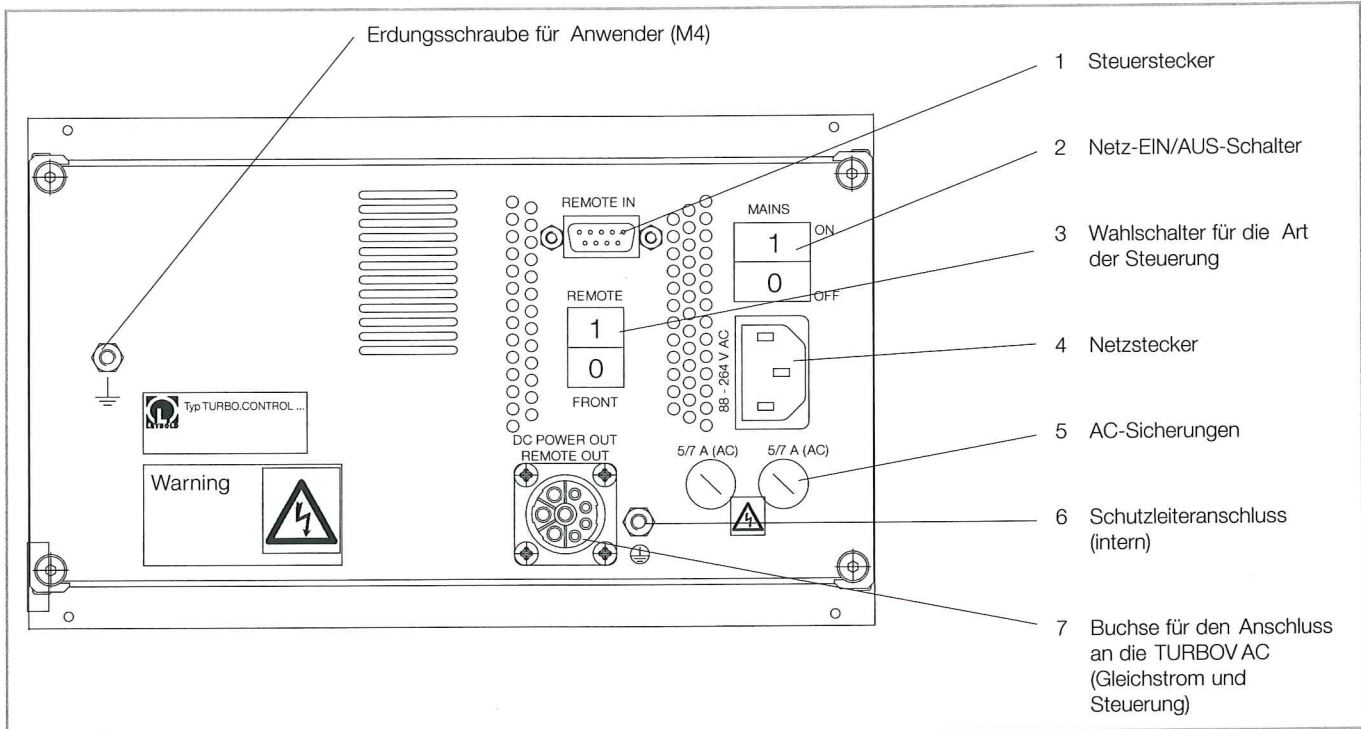 Erdungsschraube für Anwender (M4)
1 Steuerstecker
2 Netz-EIN/AUS-Schalter
3 Wahlschalter für die Art
der Steuerung
4 Netzstecker
5 AC-Sicherungen
6 Schutzleiteranschluss
(intern)
7 Buchse für den Anschluss
an die TURBOV AC
(Gleichstrom und
Steuerung)
REMOTE IN
MAINS
ON
1
0
OFF
REMOTE
1
0
FRONT
88 - 264 V AC
LEYBOLD
Typ TURBO.CONTROL ...
Warning
DC POWER OUT
REMOTE OUT
5/7 A (AC)
5/7 A (AC)